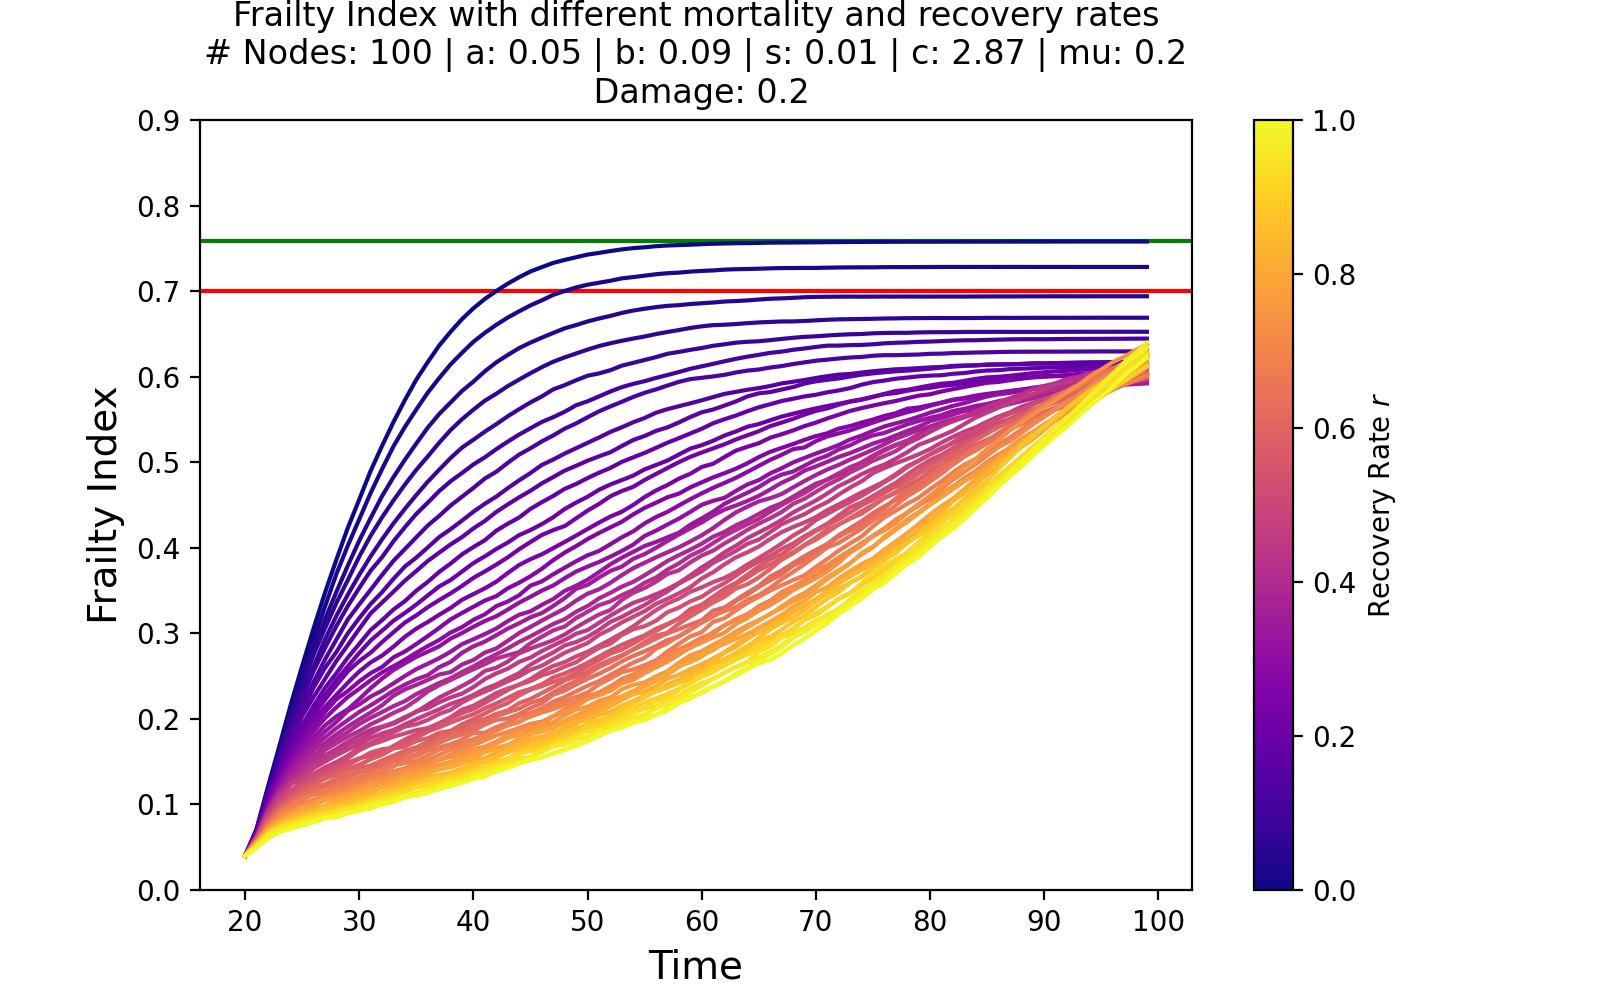 Frailty Index with different mortality and recovery rates
# Nodes: 100 | a: 0.05 | b: 0.09 | s: 0.01 | c: 2.87 | mu: 0.2
Damage: 0.2
Frailty Index
0.9
0.8
0.7
0.6
0.5
0.4
0.3
0.2
0.1
0.0
20 30 40 50 60 70 80 90 100
Time
1.0
0.8
0.6
0.4
0.2
0.0
Recovery Rate r